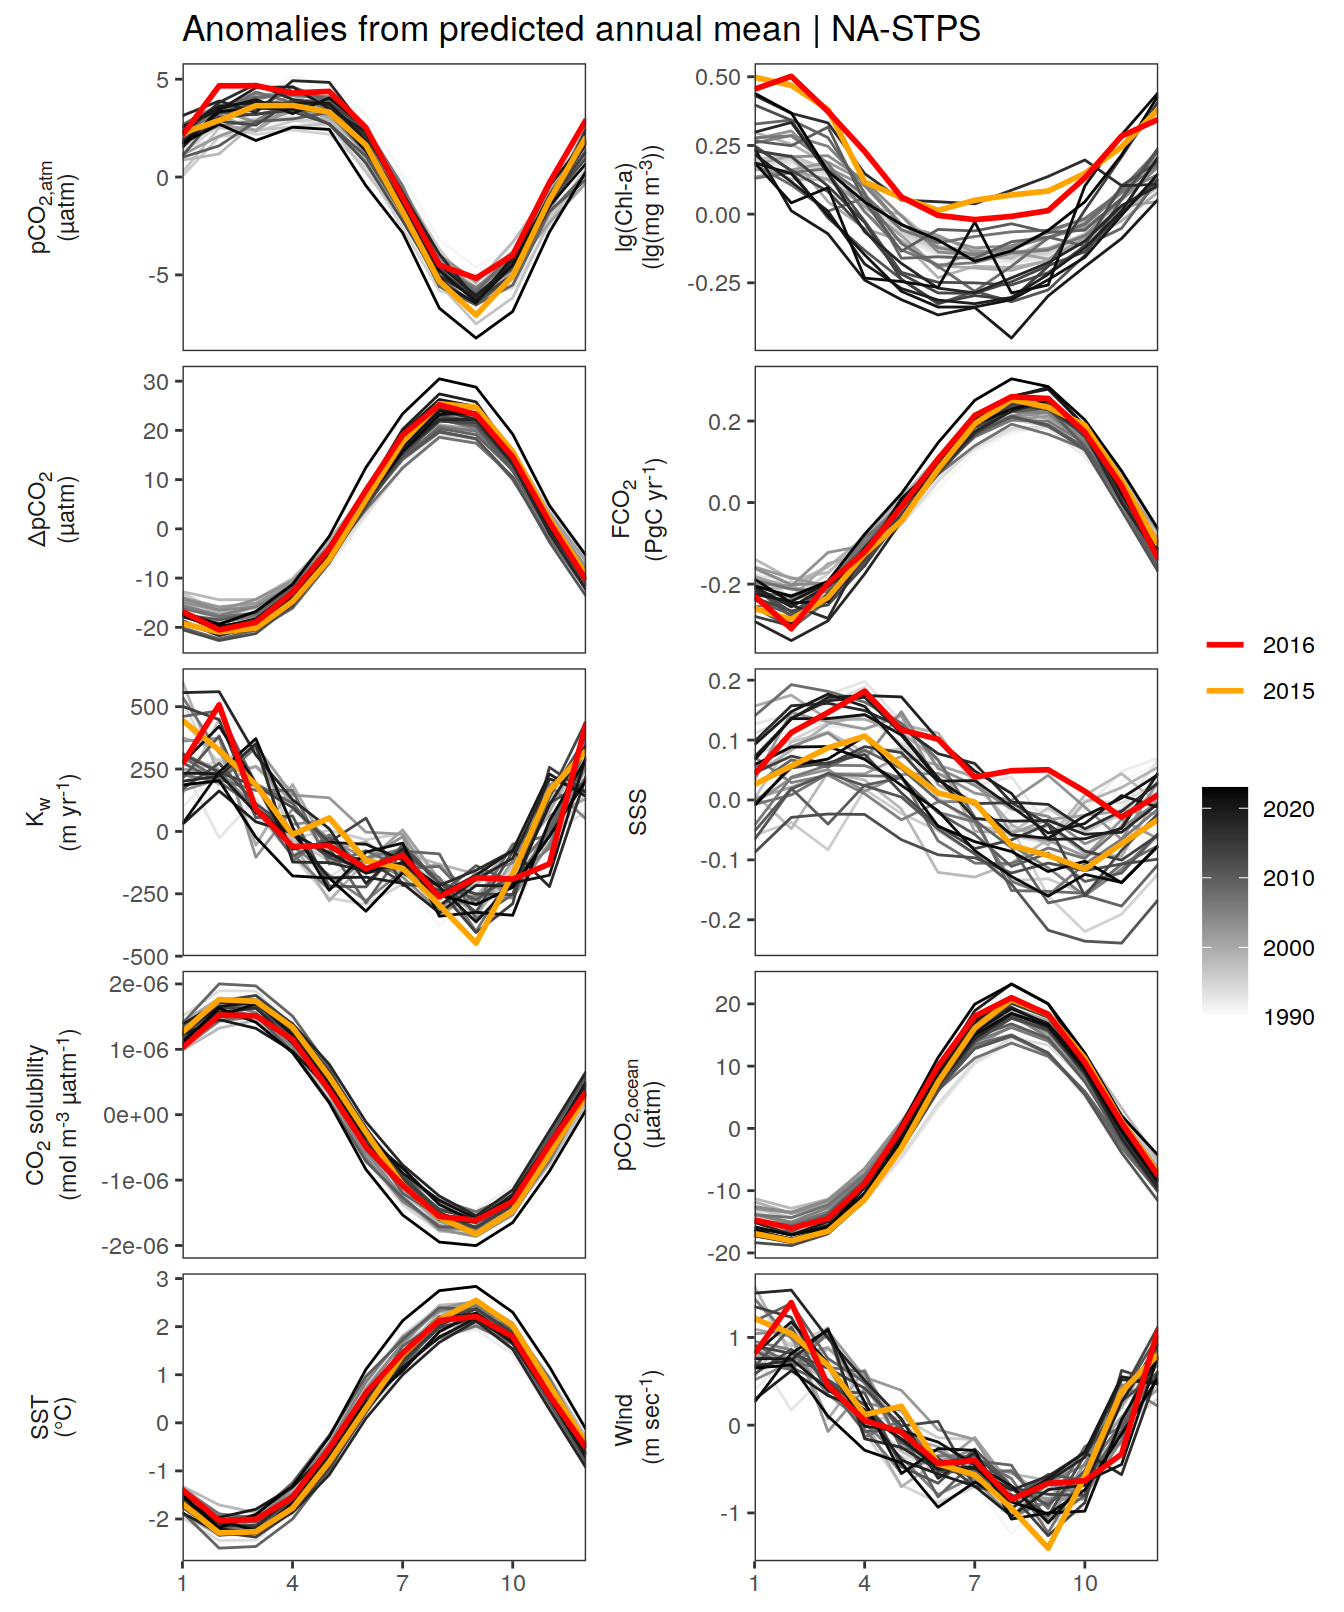 Anomalies from predicted annual mean | NA-STPS
pCO2,atm
(µatm)
5
0
-5
lg(Chl-a)
(lg(mg m-3))
0.50
0.25
0.00
-0.25
ΔpCO2
(µatm)
30
20
10
0
-10
-20
FCO2
(PgC yr-1)
0.2
0.0
-0.2
Kw
(m yr-1)
500
250
0
-250
-500
SSS
0.2
0.1
0.0
-0.1
-0.2
CO2 solubility
(mol m-3 µatm-1)
2e-06
1e-06
0e+00
-1e-06
-2e-06
pCO2,ocean
(µatm)
20
10
0
-10
-20
SST
(°C)
3
2
1
0
-1
-2
Wind
(m sec-1)
1
0
-1
1 4 7 10
1 4 7 10
2016
2015
2020
2010
2000
1990